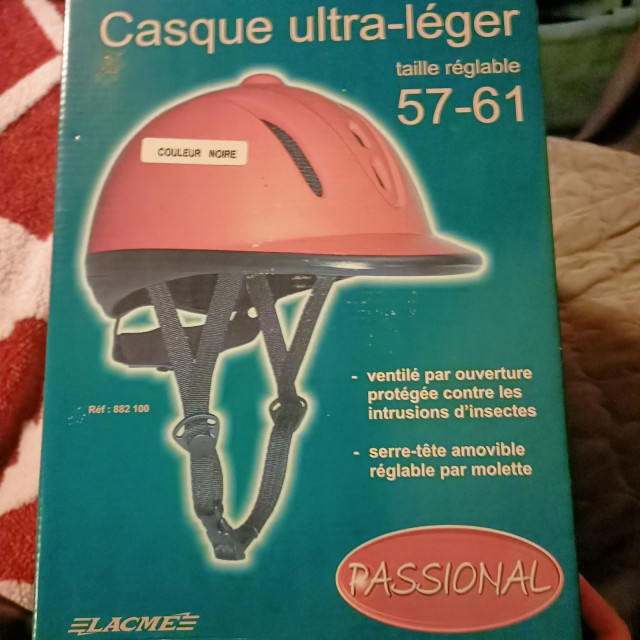 Casque ultra-léger
taille réglable
57-61
COULEUR NOIRE
- ventilé par ouverture
protégée contre les
intrusions d'insectes
Réf : 882 100
- serre-tête amovible
réglable par molette
PASSIONAL
LACME